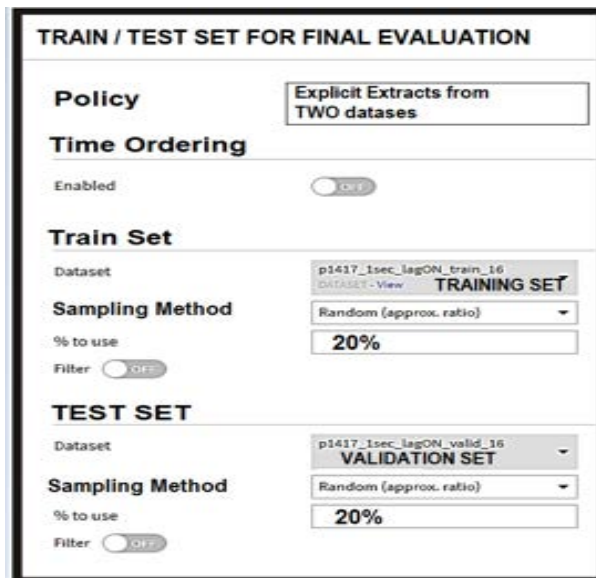 TRAIN / TEST SET FOR FINAL EVALUATION
Policy
Explicit Extracts from
TWO datases
Time Ordering
Enabled
OFF
Train Set
Dataset
p1417_1sec_lagON_train_16
DATASET - View TRAINING SET
Sampling Method
Random (approx. ratio)
% to use
20%
Filter OFF
TEST SET
Dataset
p1417_1sec_lagON_valid_16
VALIDATION SET
Sampling Method
Random (approx. ratio)
% to use
20%
Filter OFF